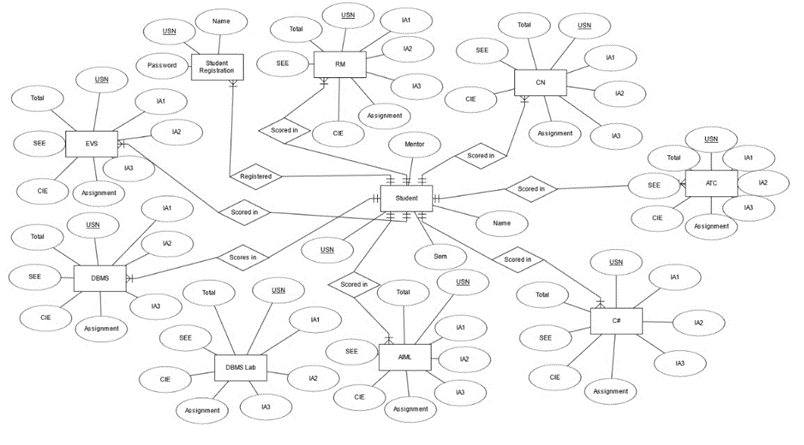 Name
USN
Password
Student
Registration
USN
Total
IA1
IA2
SEE
RM
IA3
CIE
Assignment
USN
Total
IA1
SEE
CN
IA2
CIE
Assignment
IA3
USN
Total
IA1
IA2
SEE
EVS
IA3
CIE
Assignment
Scored in
Mentor
Scored in
Registered
Student
Scored in
Scored in
Name
USN
Sem
USN
Total
IA1
SEE
ATC
IA2
IA3
CIE
Assignment
IA1
USN
Total
IA2
SEE
DBMS
IA3
CIE
Assignment
Scores in
Scored in
Scored in
Total
USN
IA1
SEE
DBMS Lab
CIE
IA2
Assignment
IA3
USN
Total
IA1
SEE
AIML
IA2
CIE
IA3
Assignment
USN
Total
IA1
SEE
C#
IA2
IA3
CIE
Assignment